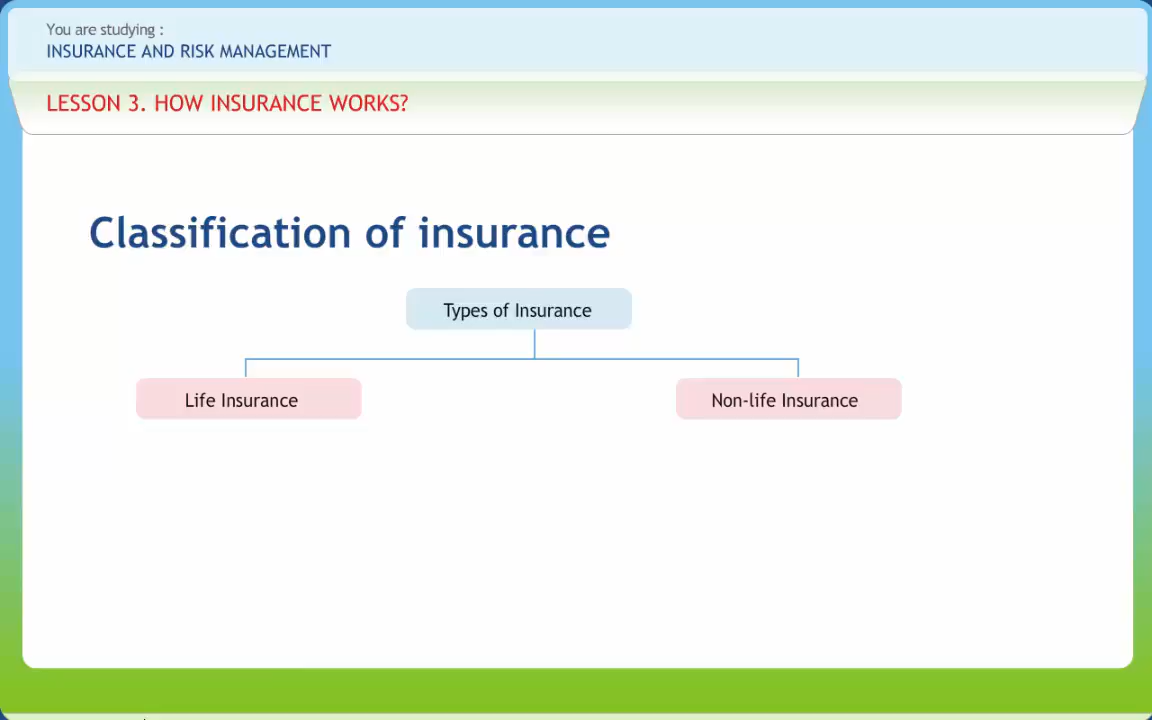 You are studying :
INSURANCE AND RISK MANAGEMENT
LESSON 3. HOW INSURANCE WORKS?
Classification of insurance
Types of Insurance
Life Insurance
Non-life Insurance